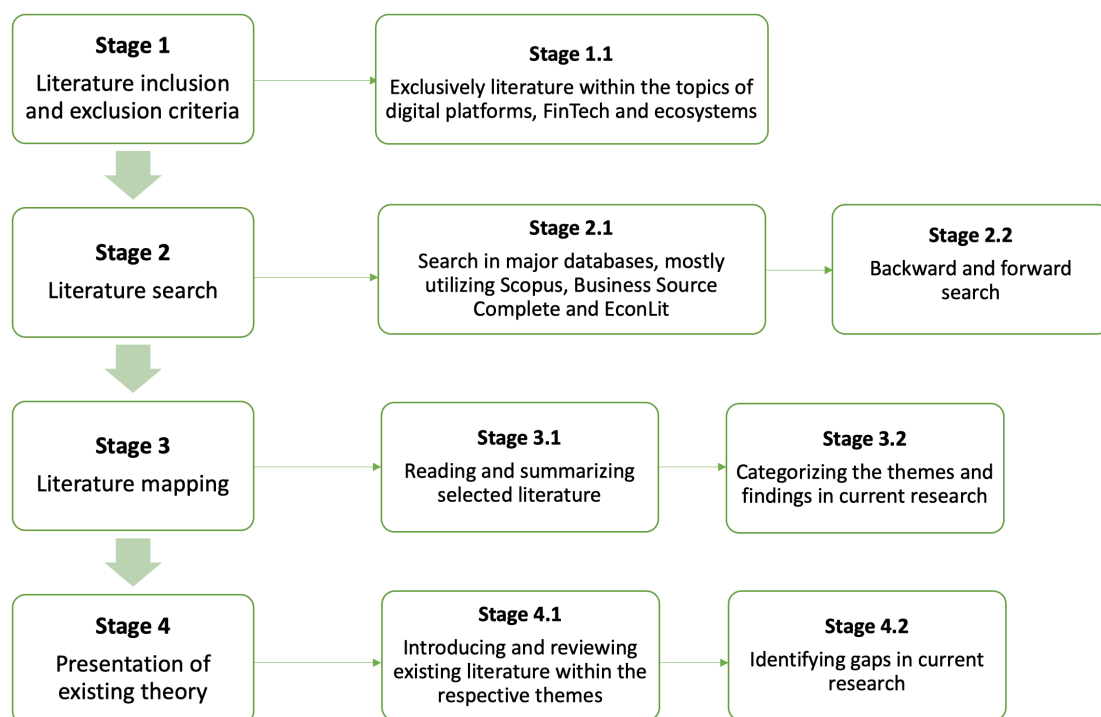 Stage 1
Literature inclusion
and exclusion criteria
Stage 1.1
Exclusively literature within the topics of
digital platforms, FinTech and ecosystems
Stage 2
Literature search
Stage 2.1
Search in major databases, mostly
utilizing Scopus, Business Source
Complete and EconLit
Stage 2.2
Backward and forward
search
Stage 3
Literature mapping
Stage 3.1
Reading and summarizing
selected literature
Stage 3.2
Categorizing the themes and
findings in current research
Stage 4
Presentation of
existing theory
Stage 4.1
Introducing and reviewing
existing literature within the
respective themes
Stage 4.2
Identifying gaps in current
research